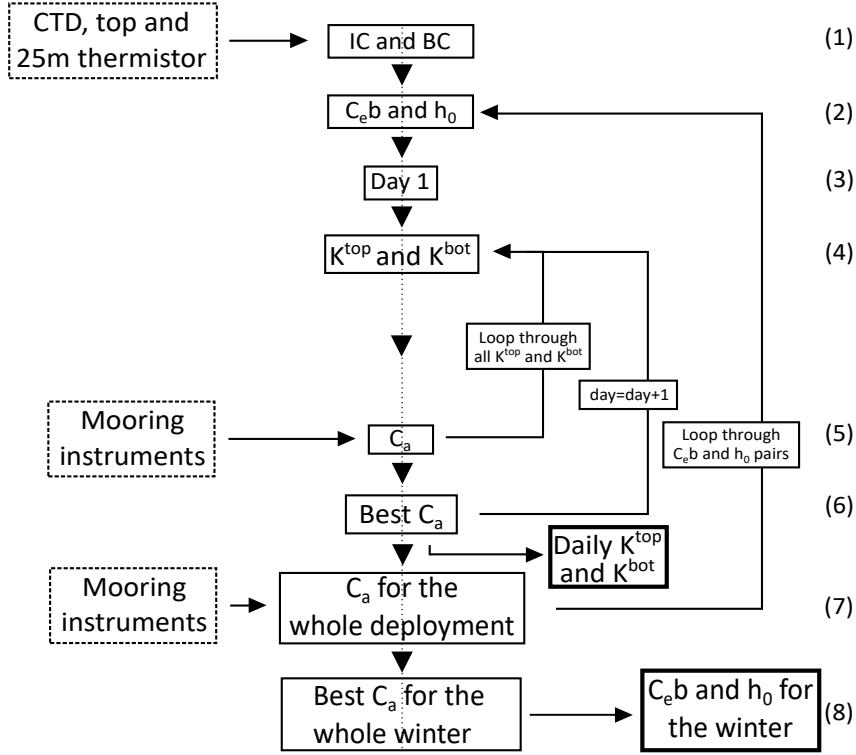 CTD, top and
25m thermistor
IC and BC
(1)
Cₑb and h₀
(2)
Day 1
(3)
Kᵗᵒᵖ and Kᵇᵒᵗ
(4)
Loop through
all Kᵗᵒᵖ and Kᵇᵒᵗ
day=day+1
Mooring
instruments
Cₐ
Loop through
Cₑb and h₀ pairs
(5)
Best Cₐ
(6)
Daily Kᵗᵒᵖ
and Kᵇᵒᵗ
Mooring
instruments
Cₐ for the
whole deployment
(7)
Best Cₐ for the
whole winter
Cₑb and h₀ for
the winter
(8)